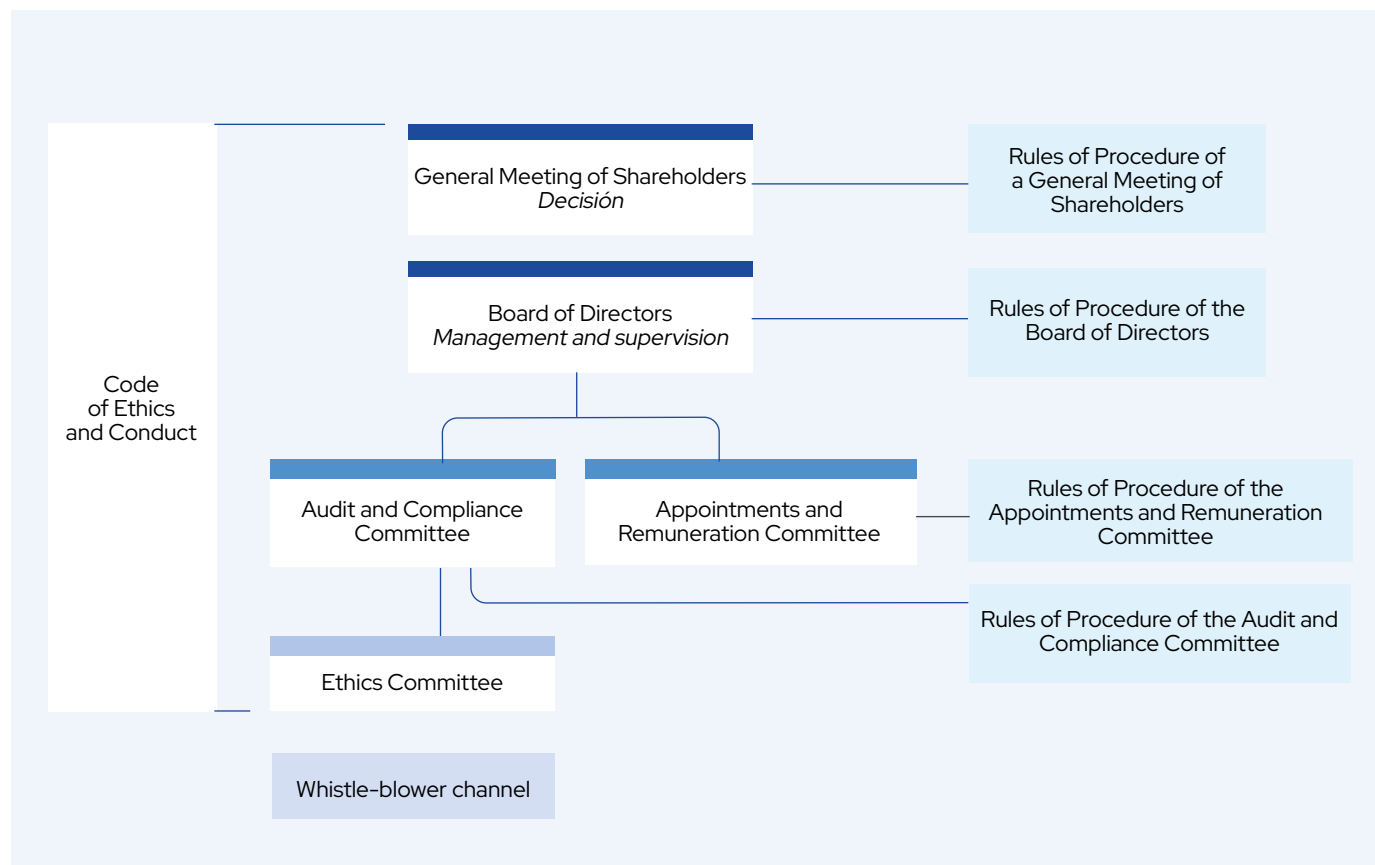 General Meeting of Shareholders
Decisión
Rules of Procedure of
a General Meeting of
Shareholders
Board of Directors
Management and supervision
Rules of Procedure of the
Board of Directors
Code
of Ethics
and Conduct
Audit and Compliance
Committee
Appointments and
Remuneration Committee
Rules of Procedure of the
Appointments and Remuneration
Committee
Rules of Procedure of the Audit and
Compliance Committee
Ethics Committee
Whistle-blower channel